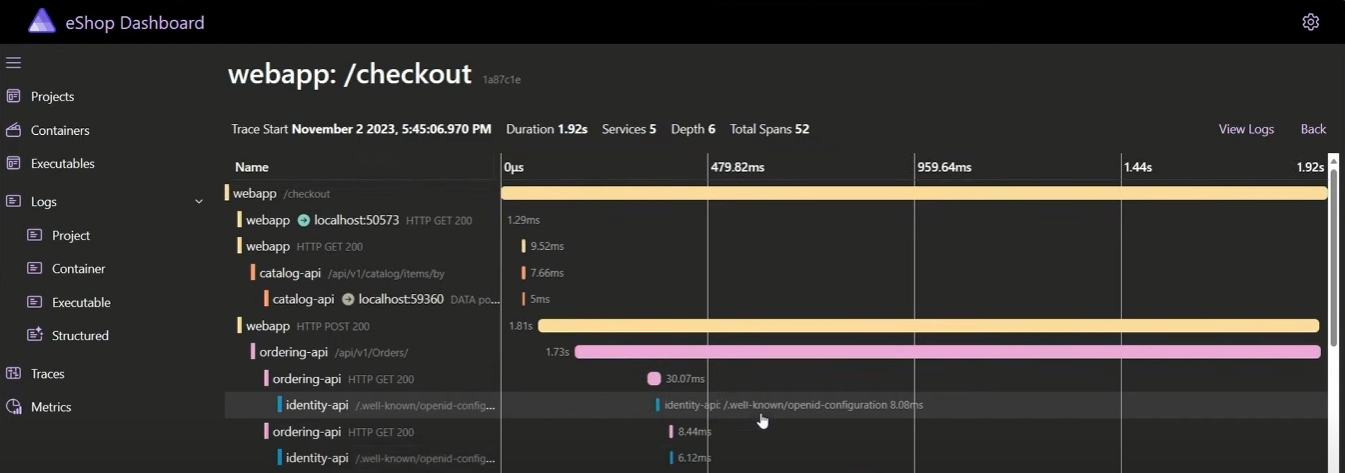 eShop Dashboard
webapp: /checkout 1a87c1e
Projects
Trace Start November 2 2023, 5:45:06.970 PM Duration 1.92s Services 5 Depth 6 Total Spans 52 View Logs Back
Containers
Executables
Name 0µs 479.82ms 959.64ms 1.44s 1.92s
webapp /checkout
Logs
webapp localhost:50573 HTTP GET 200 1.29ms
Project
webapp HTTP GET 200 9.52ms
Container
catalog-api /api/v1/catalog/items/by 7.66ms
Executable
catalog-api localhost:59360 DATA po... 5ms
Structured
webapp HTTP POST 200 1.81s
ordering-api /api/v1/Orders/ 1.73s
Traces
ordering-api HTTP GET 200 30.07ms
Metrics
identity-api /.well-known/openid-config... identity-api: /.well-known/openid-configuration 8.08ms
ordering-api HTTP GET 200 8.44ms
identity-api /.well-known/openid-config... 6.12ms